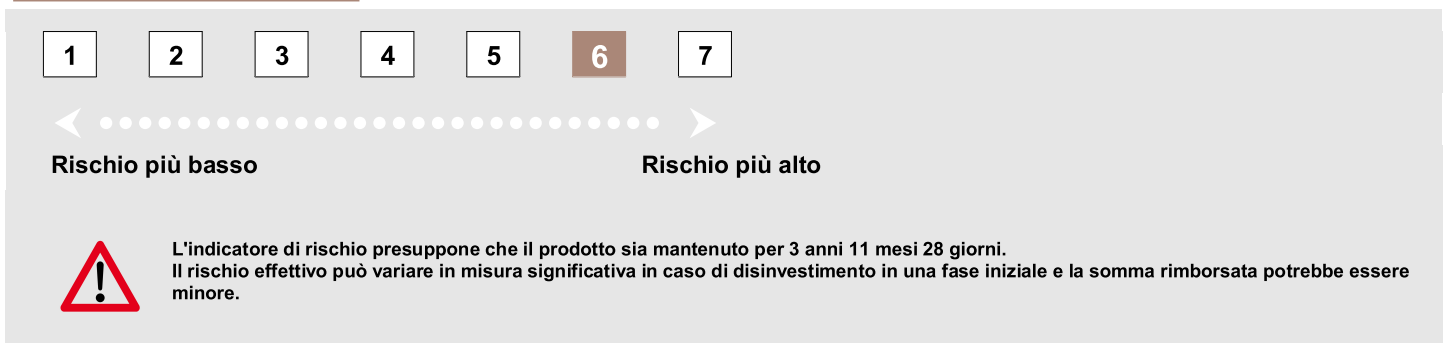 1 2 3 4 5 6 7
Rischio più basso Rischio più alto
L'indicatore di rischio presuppone che il prodotto sia mantenuto per 3 anni 11 mesi 28 giorni.
Il rischio effettivo può variare in misura significativa in caso di disinvestimento in una fase iniziale e la somma rimborsata potrebbe essere
minore.